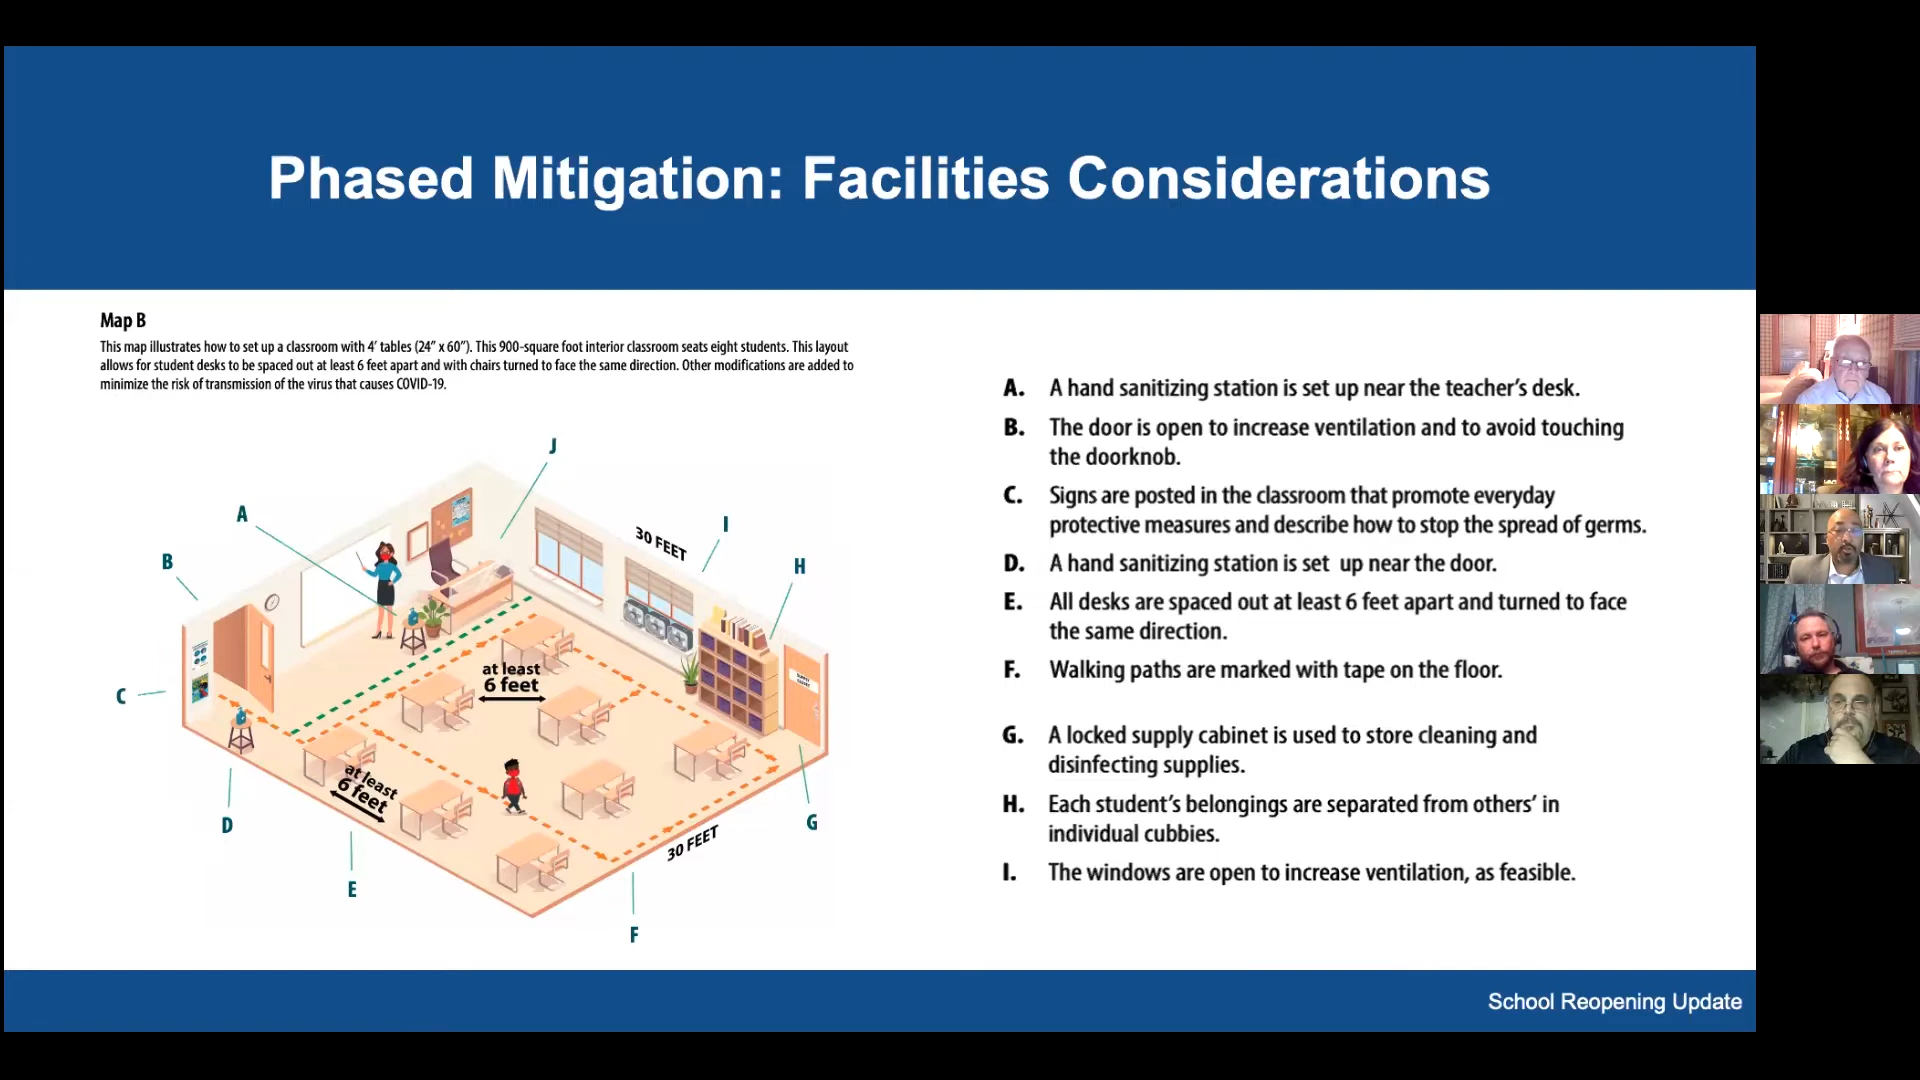 Phased Mitigation: Facilities Considerations
Map B
This map illustrates how to set up a classroom with 4' tables (24" x 60"). This 900-square foot interior classroom seats eight students. This layout
allows for student desks to be spaced out at least 6 feet apart and with chairs turned to face the same direction. Other modifications are added to
minimize the risk of transmission of the virus that causes COVID-19.
J
A
I
30 FEET
B
H
at least
6 feet
C
at least
6 feet
D
G
30 FEET
E
F
A. A hand sanitizing station is set up near the teacher's desk.
B. The door is open to increase ventilation and to avoid touching
the doorknob.
C. Signs are posted in the classroom that promote everyday
protective measures and describe how to stop the spread of germs.
D. A hand sanitizing station is set up near the door.
E. All desks are spaced out at least 6 feet apart and turned to face
the same direction.
F. Walking paths are marked with tape on the floor.
G. A locked supply cabinet is used to store cleaning and
disinfecting supplies.
H. Each student's belongings are separated from others' in
individual cubbies.
I. The windows are open to increase ventilation, as feasible.
School Reopening Update